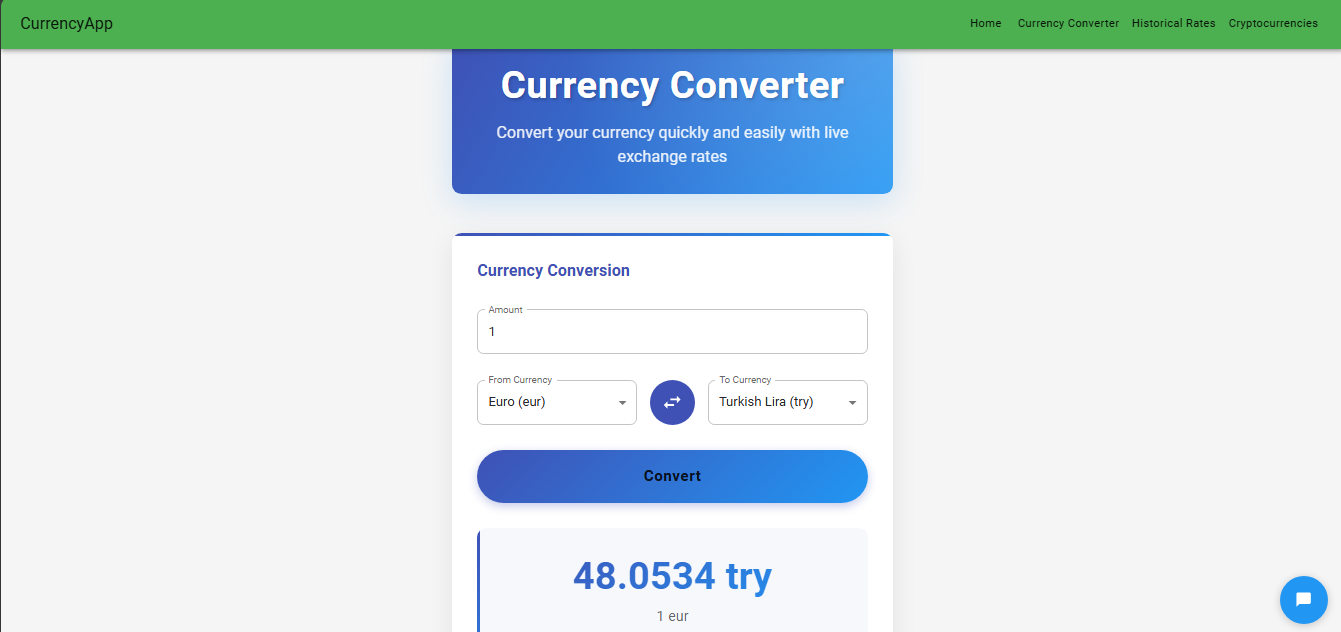 CurrencyApp
Home Currency Converter Historical Rates Cryptocurrencies
Currency Converter
Convert your currency quickly and easily with live
exchange rates
Currency Conversion
Amount
1
From Currency To Currency
Euro (eur) Turkish Lira (try)
Convert
48.0534 try
1 eur